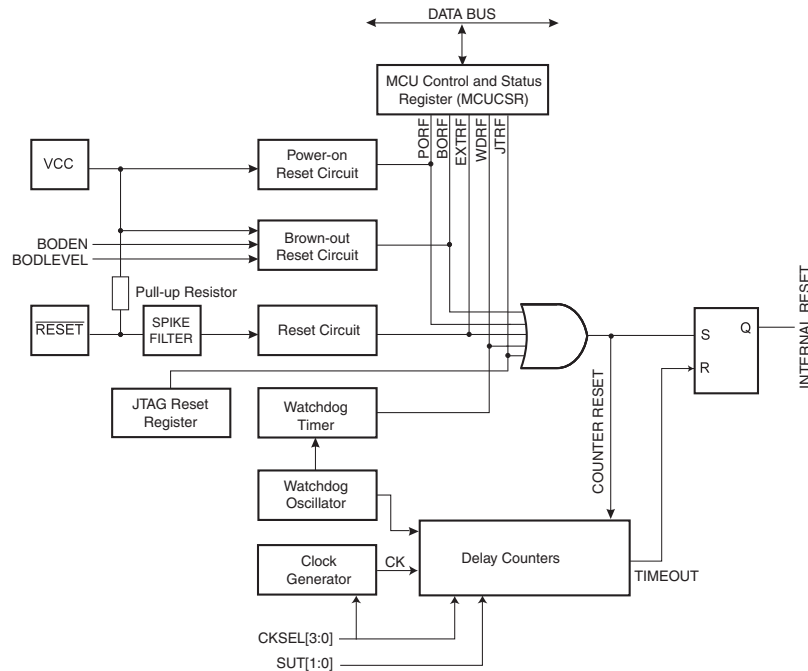 DATA BUS
MCU Control and Status
Register (MCUCSR)
PORF
BORF
EXTRF
WDRF
JTRF
VCC
Power-on
Reset Circuit
BODEN
BODLEVEL
Brown-out
Reset Circuit
Pull-up Resistor
RESET
SPIKE
FILTER
Reset Circuit
JTAG Reset
Register
Watchdog
Timer
Watchdog
Oscillator
Clock
Generator
CK
Delay Counters
COUNTER RESET
TIMEOUT
S
R
Q
INTERNAL RESET
CKSEL[3:0]
SUT[1:0]